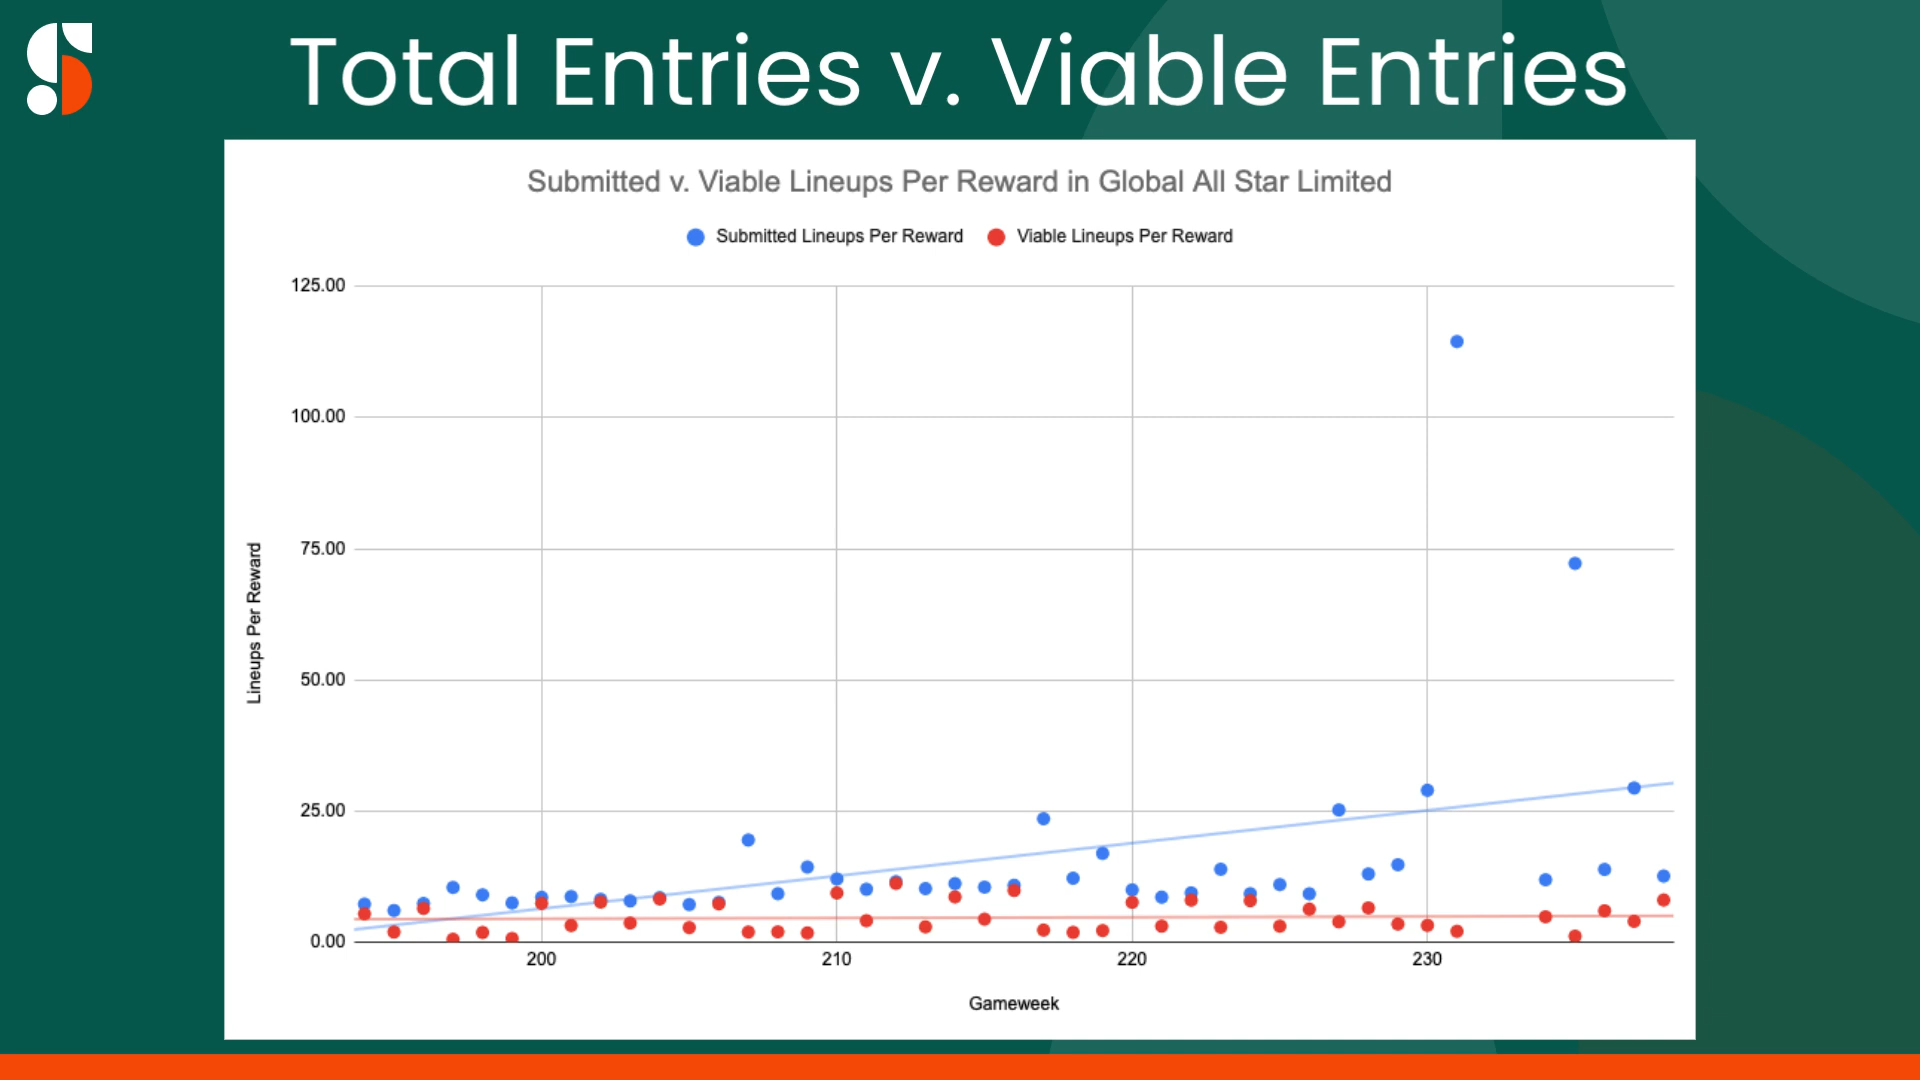 Total Entries v. Viable Entries
Submitted v. Viable Lineups Per Reward in Global All Star Limited
Submitted Lineups Per Reward
Viable Lineups Per Reward
125.00
100.00
75.00
50.00
25.00
0.00
Lineups Per Reward
200
210
220
230
Gameweek